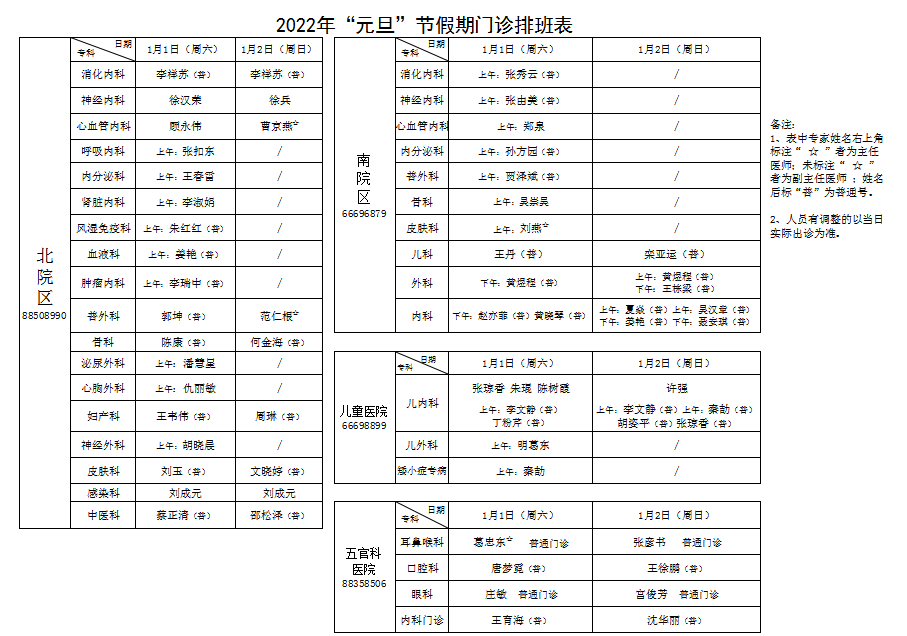 2022年“元旦”节假期门诊排班表
北院区
88508990
日期
专科
1月1日（周六） 1月2日（周日）
消化内科 李梯苏（普） 李梯苏（普）
神经内科 徐汉荣 徐兵
心血管内科 顾永伟 曹京燕☆
呼吸内科 上午：张扣东 /
内分泌科 上午：王春雷 /
肾脏内科 上午：李淑娟 /
风湿免疫科 上午：朱红红（普） /
血液科 上午：姜艳（普） /
肿瘤内科 上午：李瑞中（普） /
普外科 郭坤（普） 范仁根☆
骨科 陈康（普） 何金海（普）
泌尿外科 上午：潘慧星 /
心胸外科 上午：仇丽敏 /
妇产科 王韦伟（普） 周琳（普）
神经外科 上午：胡晓晨 /
皮肤科 刘玉（普） 文晓婷（普）
感染科 刘成元 刘成元
中医科 蔡正清（普） 邵松泽（普）
南院区
66696879
日期
专科
1月1日（周六） 1月2日（周日）
消化内科 上午：张秀云（普） /
神经内科 上午：张由美（普） /
心血管内科 上午：郑泉 /
内分泌科 上午：孙方园（普） /
普外科 上午：贾泽斌（普） /
骨科 上午：吴崇昊 /
皮肤科 上午：刘燕☆ /
儿科 王丹（普） 栾亚运（普）
外科 下午：黄煜程（普） 上午：黄煜程（普）
下午：王栋梁（普）
内科 下午：赵亦菲（普）黄晓琴（普） 上午：夏焱（普）上午：吴汉章（普）
下午：姜艳（普）下午：聂安琪（普）
儿童医院
66698899
日期
专科
1月1日（周六） 1月2日（周日）
儿内科 张琼香 朱琨 陈树霞 许强
上午：李文静（普） 上午：李文静（普）上午：秦劼（普）
丁粉芹（普） 胡姿平（普）张琼香（普）
儿外科 上午：明葛东 /
矮小症专病 上午：秦劼 /
五官科医院
88358506
日期
专科
1月1日（周六） 1月2日（周日）
耳鼻喉科 葛忠东☆ 普通门诊 张彦书 普通门诊
口腔科 唐梦霓（普） 王徐鹏（普）
眼科 庄敏 普通门诊 宫俊芳 普通门诊
内科门诊 王育海（普） 沈华丽（普）
备注：
1、表中专家姓名右上角
标注“ ☆ ”者为主任
医师；未标注“ ☆ ”
者为副主任医师 ；姓名
后标“普”为普通号。
2、人员有调整的以当日
实际出诊为准。